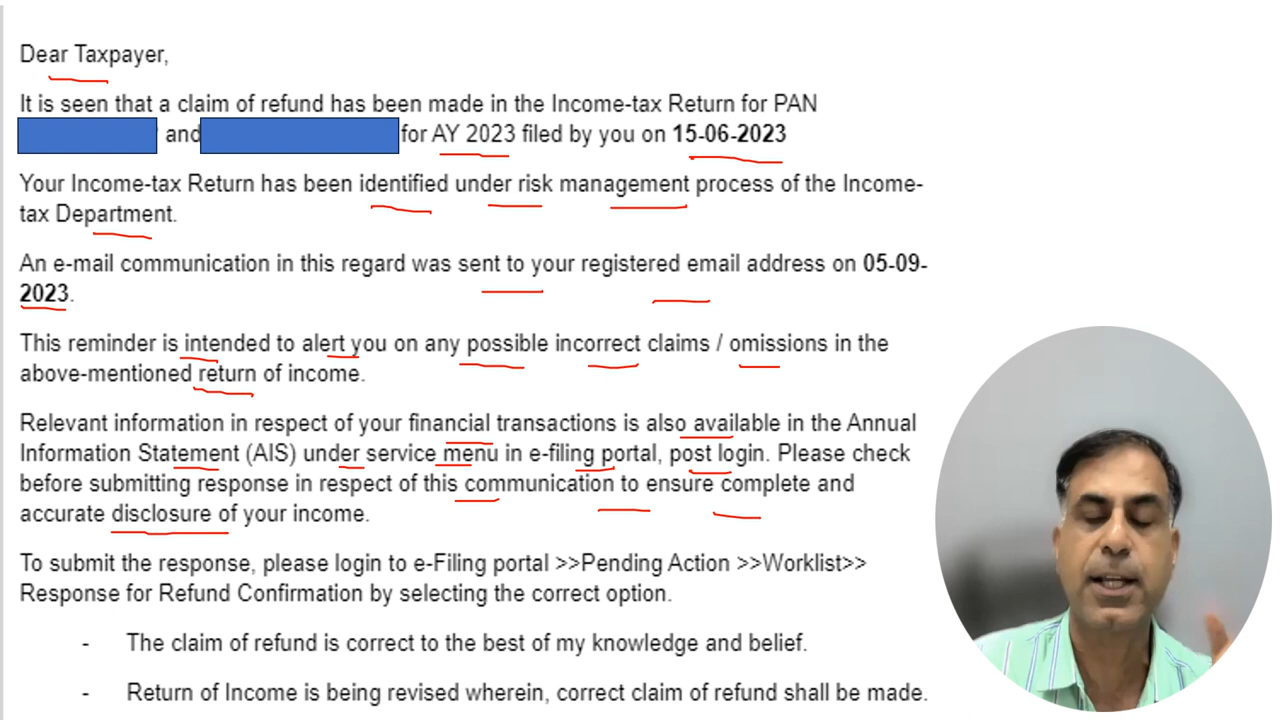 Dear Taxpayer,
It is seen that a claim of refund has been made in the Income-tax Return for PAN
and for AY 2023 filed by you on 15-06-2023
Your Income-tax Return has been identified under risk management process of the Income-
tax Department.
An e-mail communication in this regard was sent to your registered email address on 05-09-
2023.
This reminder is intended to alert you on any possible incorrect claims / omissions in the
above-mentioned return of income.
Relevant information in respect of your financial transactions is also available in the Annual
Information Statement (AIS) under service menu in e-filing portal, post login. Please check
before submitting response in respect of this communication to ensure complete and
accurate disclosure of your income.
To submit the response, please login to e-Filing portal >>Pending Action >>Worklist>>
Response for Refund Confirmation by selecting the correct option.
- The claim of refund is correct to the best of my knowledge and belief.
- Return of Income is being revised wherein, correct claim of refund shall be made.